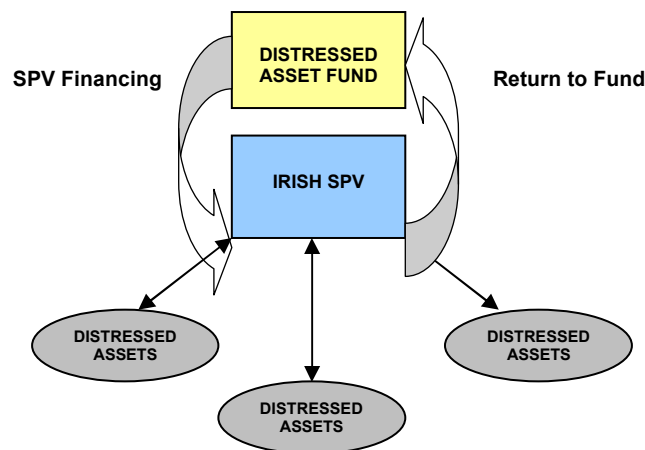 DISTRESSED
ASSET FUND
SPV Financing
Return to Fund
IRISH SPV
DISTRESSED
ASSETS
DISTRESSED
ASSETS
DISTRESSED
ASSETS